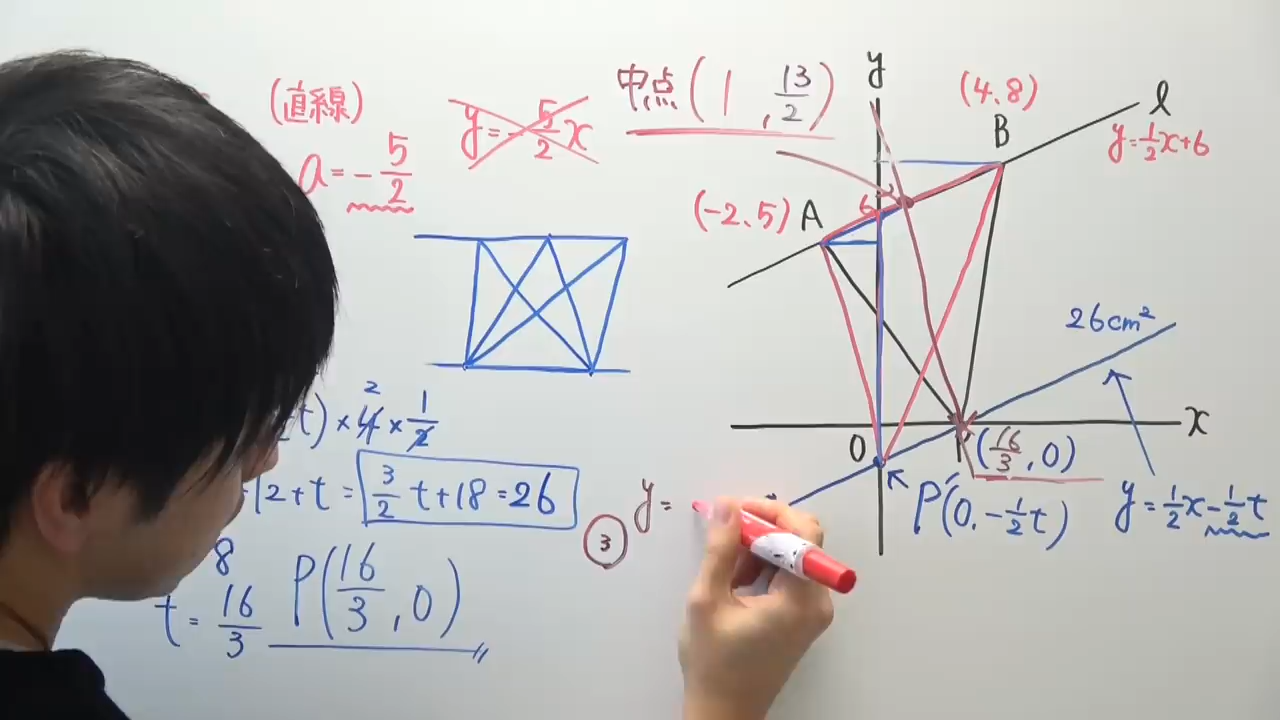 (直線)
a = -5/2
y = -5/2 x
中点 (1, 13/2)
y
(4, 8)
B
l
y = 1/2 x + 6
(-2, 5) A
6
26cm²
O
x
(16/3, 0)
P'(0, -1/2 t)
y = 1/2 x - 1/2 t
t) × 4 × 1/2
2
12 + t = 3/2 t + 18 = 26
8
t = 16/3
P(16/3, 0)
③ y =